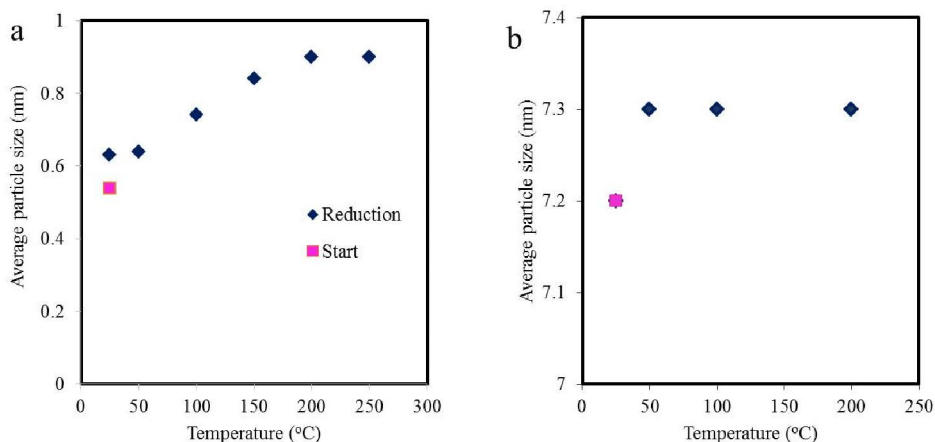 a
1
0.8
0.6
0.4
0.2
0
0 50 100 150 200 250 300
Average particle size (nm)
Temperature (°C)
Reduction
Start
b
7.4
7.3
7.2
7.1
7
0 50 100 150 200 250
Average particle size (nm)
Temperature (°C)